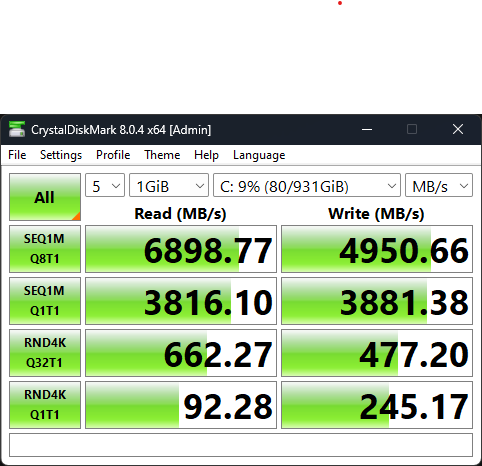 CrystalDiskMark 8.0.4 x64 [Admin]
File Settings Profile Theme Help Language
All 5 1GiB C: 9% (80/931GiB) MB/s
Read (MB/s) Write (MB/s)
SEQ1M
Q8T1
6898.77 4950.66
SEQ1M
Q1T1
3816.10 3881.38
RND4K
Q32T1
662.27 477.20
RND4K
Q1T1
92.28 245.17